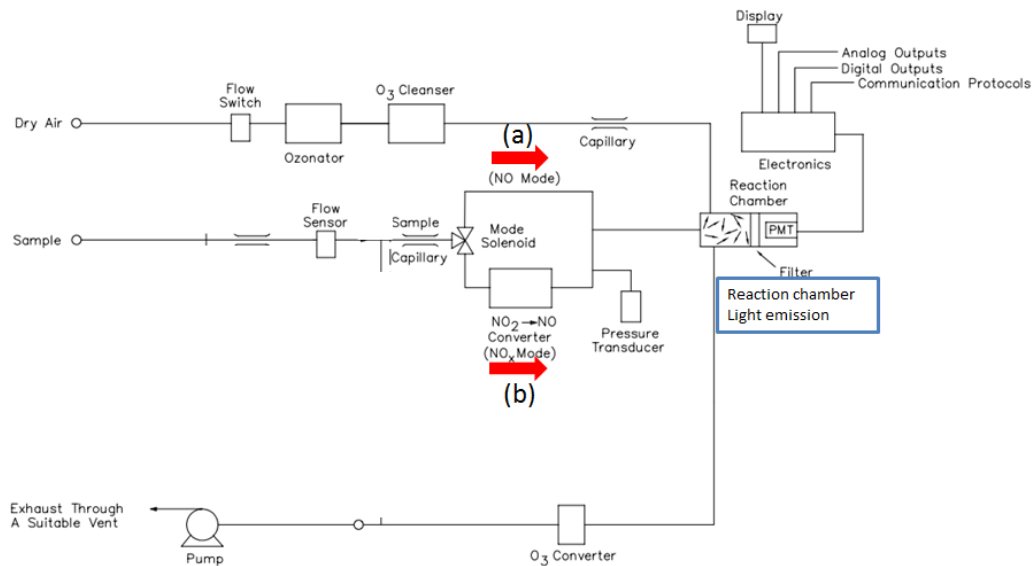 Display
Analog Outputs
Digital Outputs
Communication Protocols
Flow
Switch
O3 Cleanser
Dry Air
Ozonator
(a)
Capillary
Electronics
(NO Mode)
Reaction
Chamber
Flow
Sensor
Sample
Sample
Mode
Solenoid
Capillary
PMT
Filter
Reaction chamber
Light emission
NO2→NO
Converter
(NOx Mode)
Pressure
Transducer
(b)
Exhaust Through
A Suitable Vent
Pump
O3 Converter